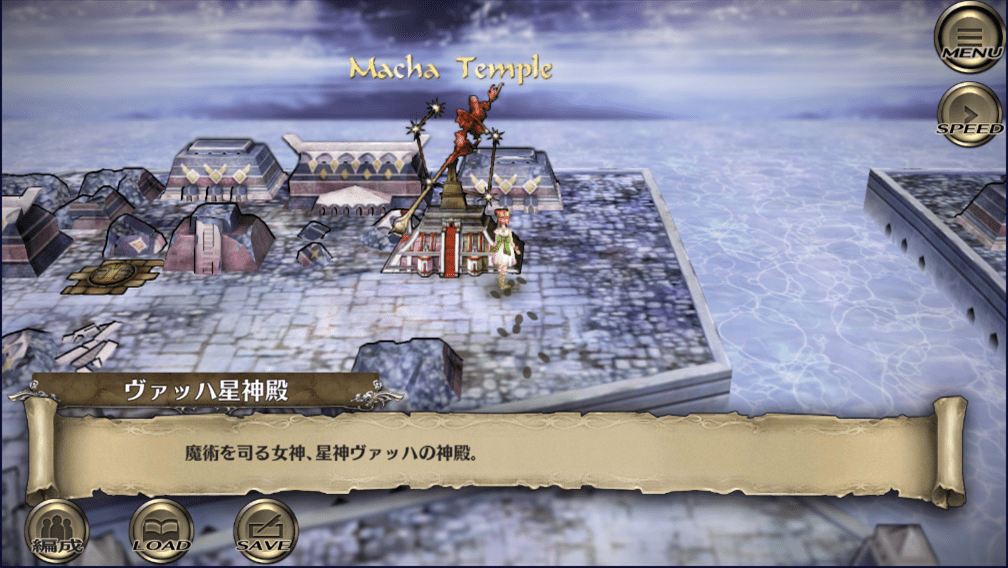 Macha Temple
MENU
SPEED
ヴァッハ星神殿
魔術を司る女神、星神ヴァッハの神殿。
編成
LOAD
SAVE